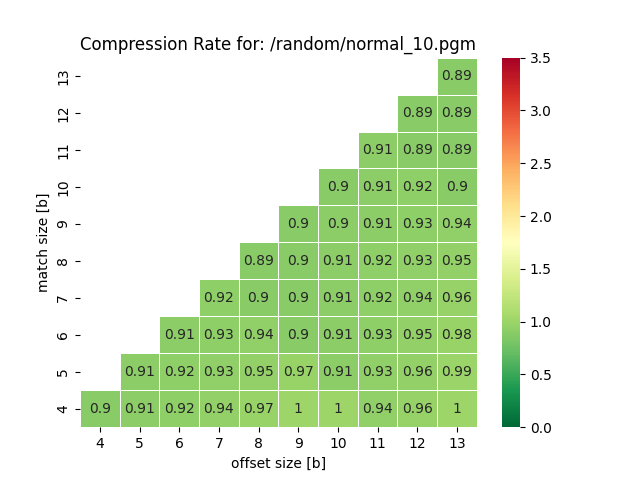 Compression Rate for: /random/normal_10.pgm
13 0.89 3.5
12 0.89 0.89 3.0
11 0.91 0.89 0.89
10 0.9 0.91 0.92 0.9 2.5
9 0.9 0.9 0.91 0.93 0.94 2.0
match size [b]
8 0.89 0.9 0.91 0.92 0.93 0.95
7 0.92 0.9 0.9 0.91 0.92 0.94 0.96 1.5
6 0.91 0.93 0.94 0.9 0.91 0.93 0.95 0.98 1.0
5 0.91 0.92 0.93 0.95 0.97 0.91 0.93 0.96 0.99 0.5
4 0.9 0.91 0.92 0.94 0.97 1 1 0.94 0.96 1
0.0
4 5 6 7 8 9 10 11 12 13
offset size [b]